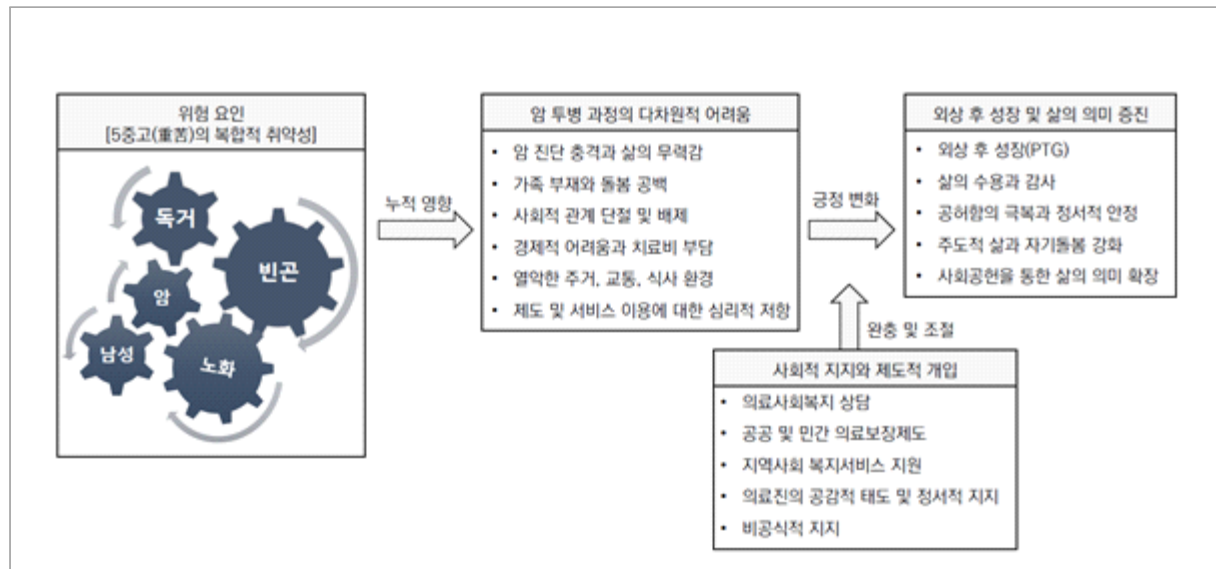 위험 요인
[5중고(重苦)의 복합적 취약성]
독거
빈곤
암
남성
노화
누적 영향
암 투병 과정의 다차원적 어려움
• 암 진단 충격과 삶의 무력감
• 가족 부재와 돌봄 공백
• 사회적 관계 단절 및 배제
• 경제적 어려움과 치료비 부담
• 열악한 주거, 교통, 식사 환경
• 제도 및 서비스 이용에 대한 심리적 저항
긍정 변화
외상 후 성장 및 삶의 의미 증진
• 외상 후 성장(PTG)
• 삶의 수용과 감사
• 공허함의 극복과 정서적 안정
• 주도적 삶과 자기돌봄 강화
• 사회공헌을 통한 삶의 의미 확장
완충 및 조절
사회적 지지와 제도적 개입
• 의료사회복지 상담
• 공공 및 민간 의료보장제도
• 지역사회 복지서비스 지원
• 의료진의 공감적 태도 및 정서적 지지
• 비공식적 지지